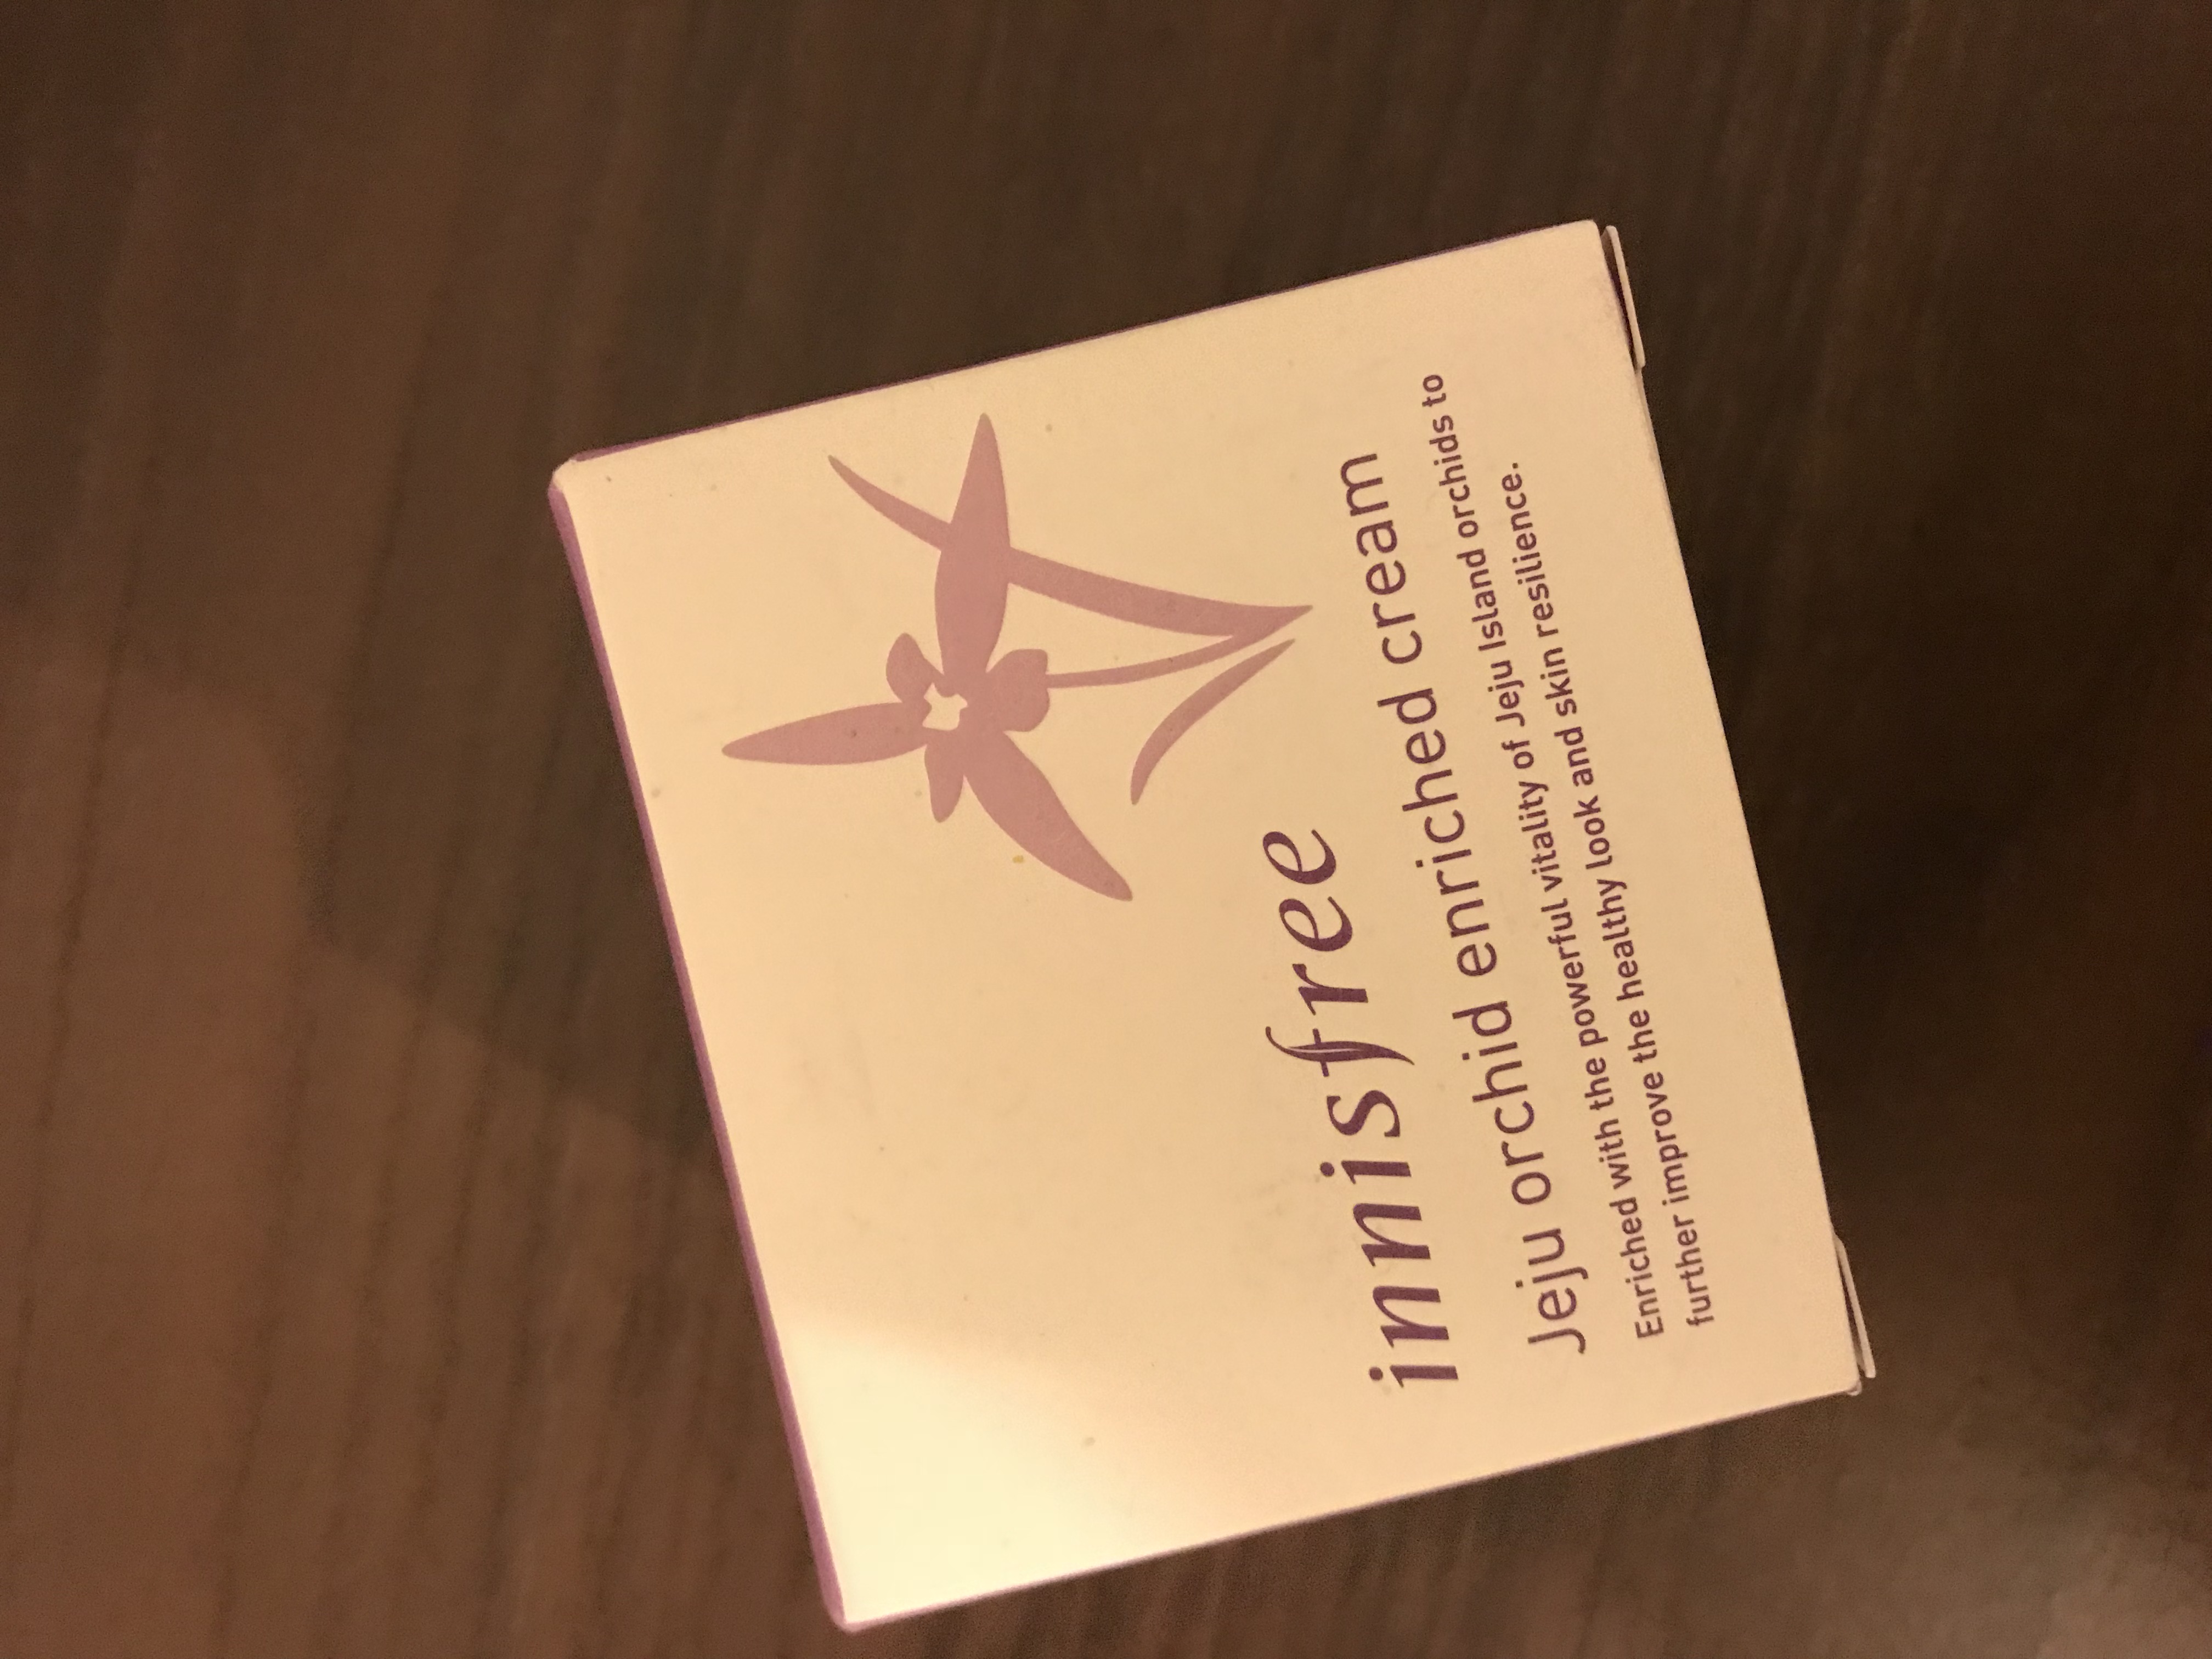 innisfree
Jeju orchid enriched cream
Enriched with the powerful vitality of Jeju Island orchids to
further improve the healthy look and skin resilience.